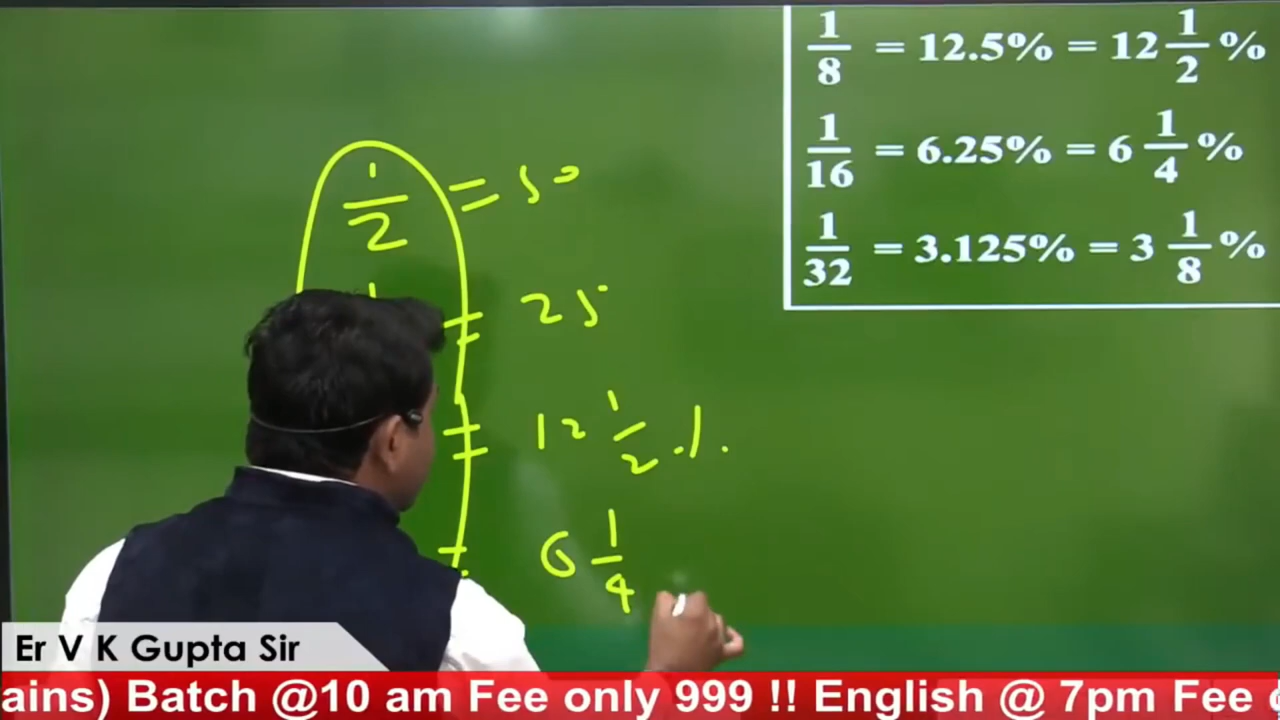 1/8 = 12.5% = 12 1/2 %
1/16 = 6.25% = 6 1/4 %
1/32 = 3.125% = 3 1/8 %
1/2 = 50
1 = 25
= 12 1/2 %
6 1/4
Er V K Gupta Sir
ains) Batch @10 am Fee only 999 !! English @ 7pm Fee